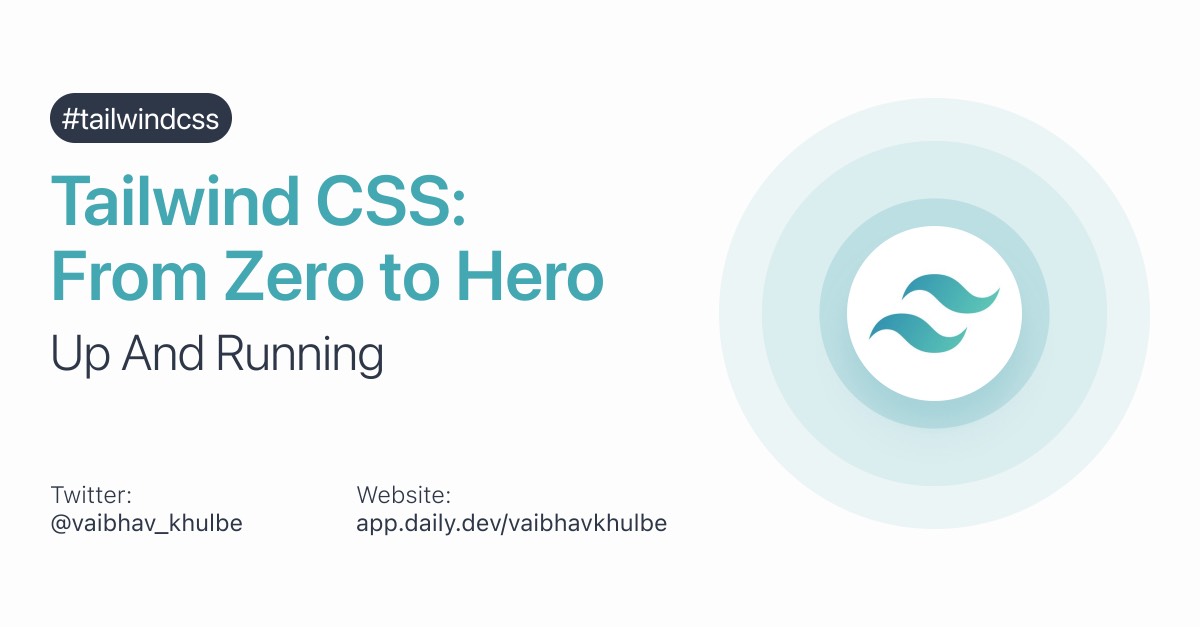 #tailwindcss
Tailwind CSS:
From Zero to Hero
Up And Running
Twitter:
@vaibhav_khulbe
Website:
app.daily.dev/vaibhavkhulbe